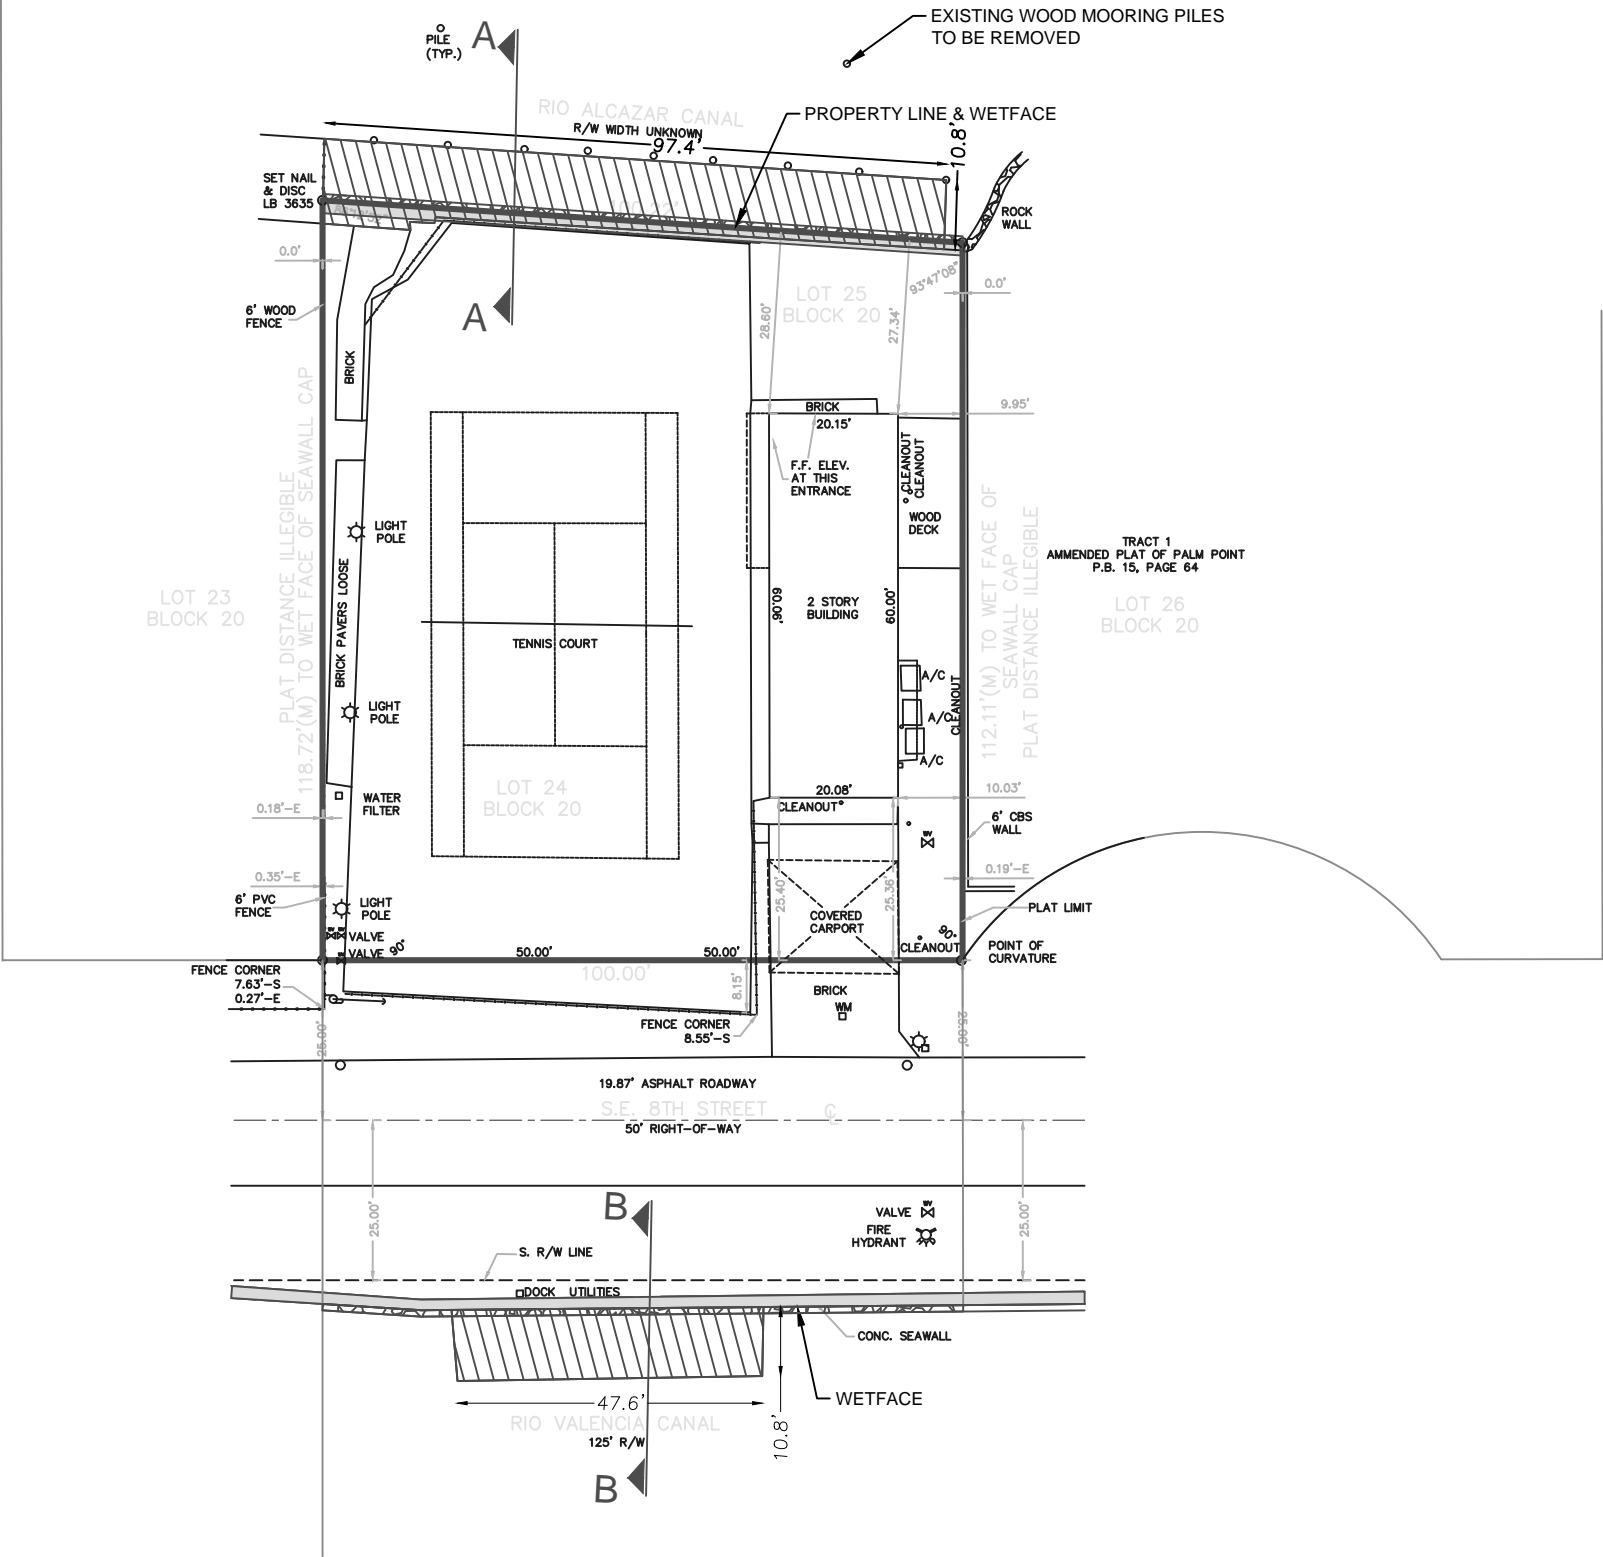 EXISTING WOOD MOORING PILES
TO BE REMOVED
PILE
(TYP.)
A
RIO ALCAZAR CANAL
PROPERTY LINE & WETFACE
R/W WIDTH UNKNOWN
97.4'
10.8'
SET NAIL
& DISC
LB 3635
100.22'
ROCK
WALL
0.0'
93°47'08"
0.0'
6' WOOD
FENCE
A
LOT 25
BLOCK 20
28.60'
27.34'
BRICK
BRICK
20.15'
9.95'
F.F. ELEV.
AT THIS
ENTRANCE
CLEANOUT
CLEANOUT
WOOD
DECK
PLAT DISTANCE ILLEGIBLE
118.72'(M) TO WET FACE OF SEAWALL CAP
LIGHT
POLE
BRICK PAVERS LOOSE
LOT 23
BLOCK 20
TENNIS COURT
60.06'
2 STORY
BUILDING
60.00'
112.11'(M) TO WET FACE OF
SEAWALL CAP
PLAT DISTANCE ILLEGIBLE
TRACT 1
AMMENDED PLAT OF PALM POINT
P.B. 15, PAGE 64
LOT 26
BLOCK 20
LIGHT
POLE
A/C
A/C
A/C
CLEANOUT
LOT 24
BLOCK 20
WATER
FILTER
0.18'-E
20.08'
CLEANOUT
10.03'
WV
6' CBS
WALL
0.35'-E
0.19'-E
6' PVC
FENCE
LIGHT
POLE
25.40'
25.36'
COVERED
CARPORT
PLAT LIMIT
VALVE
VALVE
90°
50.00'
50.00'
90°
CLEANOUT
POINT OF
CURVATURE
100.00'
FENCE CORNER
7.63'-S
0.27'-E
8.15'
BRICK
WM
FENCE CORNER
8.55'-S
25.00'
25.00'
19.87' ASPHALT ROADWAY
S.E. 8TH STREET
50' RIGHT-OF-WAY
25.00'
25.00'
B
VALVE
WV
FIRE
HYDRANT
S. R/W LINE
DOCK UTILITIES
CONC. SEAWALL
WETFACE
47.6'
10.8'
RIO VALENCIA CANAL
125' R/W
B